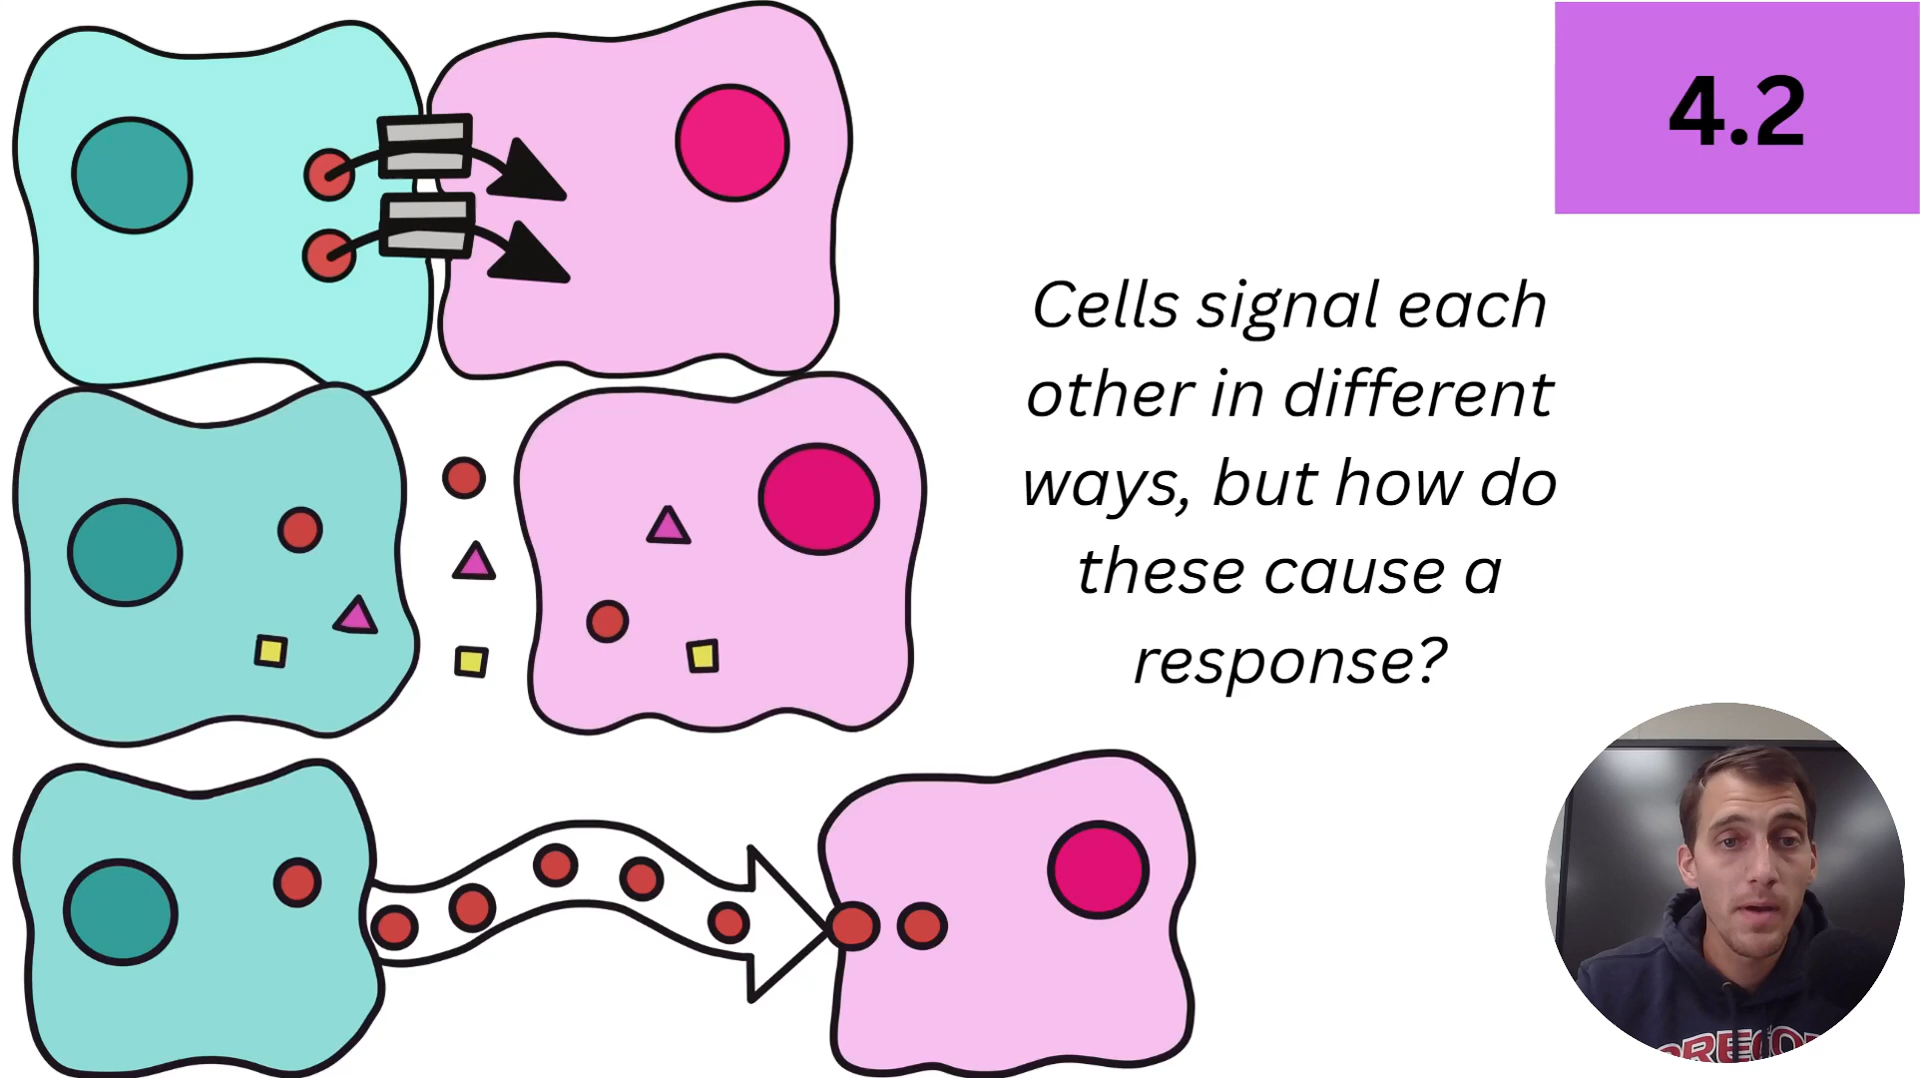 4.2
Cells signal each
other in different
ways, but how do
these cause a
response?